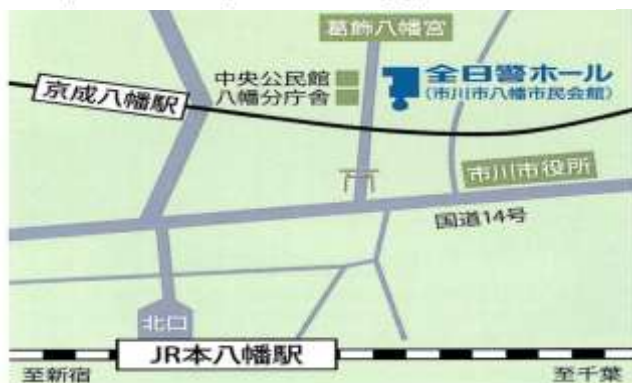 葛飾八幡宮
中央公民館
八幡分庁舎
全日警ホール
(市川市八幡市民会館)
京成八幡駅
市川市役所
国道14号
北口
JR本八幡駅
至新宿
至千葉